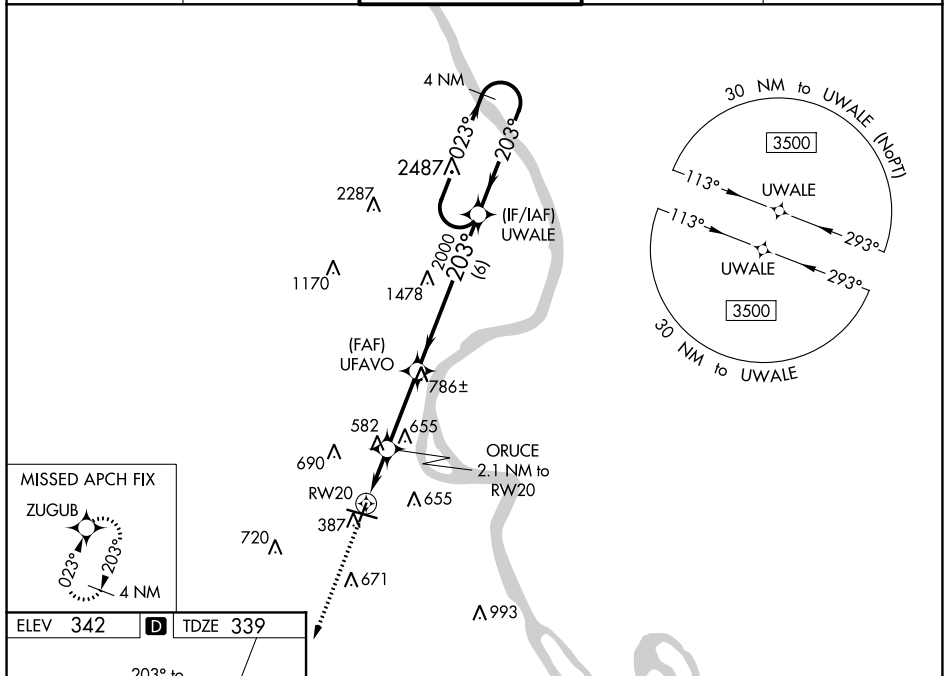 4 NM
30 NM to UWALE (NoPT)
3500
023°
203°
2487
113°
UWALE
293°
2287
(IF/IAF)
UWALE
113°
UWALE
293°
2000
203°
(6)
1170
1478
3500
30 NM to UWALE
(FAF)
UFAVO
786±
582
655
690
ORUCE
2.1 NM to
RW20
MISSED APCH FIX
ZUGUB
023°
203°
4 NM
RW20
655
387
720
671
993
ELEV 342 D TDZE 339
203° to